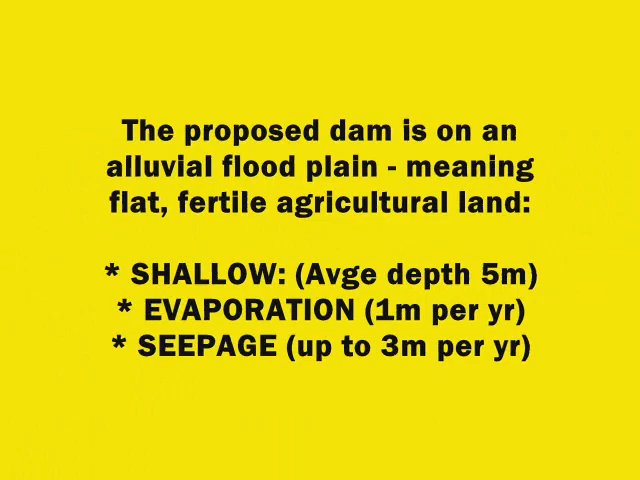 The proposed dam is on an
alluvial flood plain - meaning
flat, fertile agricultural land:
* SHALLOW: (Avge depth 5m)
* EVAPORATION (1m per yr)
* SEEPAGE (up to 3m per yr)